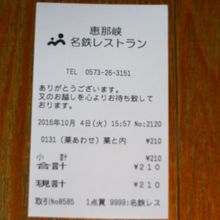 恵那峡
名鉄レストラン
TEL 0573-26-3151
ありがとうございます。
又のお越しを心よりお待ち致して
おります。
2016年10月 4日(火) 15:57 No:2120
0131 (栗あわせ) 栗と肉 ¥210
小 計 ¥210
合計 ¥210
現計 ¥210
取引No8585 1点買 9999:名鉄レス